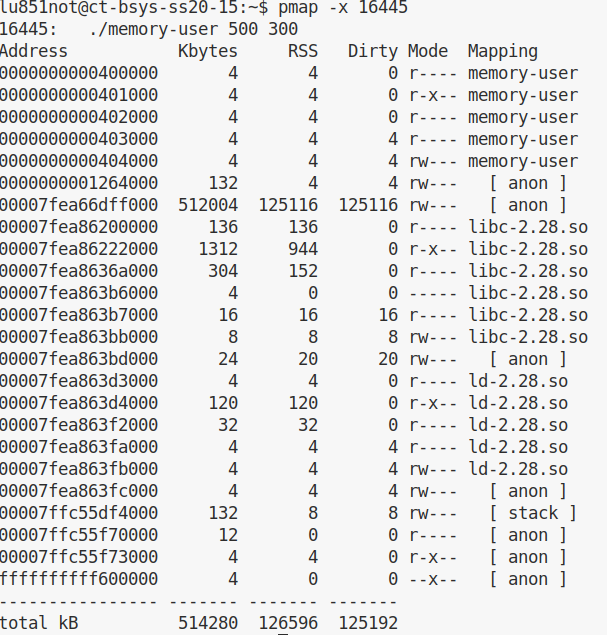 lu851not@ct-bsys-ss20-15:~$ pmap -x 16445
16445:   ./memory-user 500 300
Address           Kbytes     RSS   Dirty Mode  Mapping
0000000000400000       4       4       0 r---- memory-user
0000000000401000       4       4       0 r-x-- memory-user
0000000000402000       4       4       0 r---- memory-user
0000000000403000       4       4       4 r---- memory-user
0000000000404000       4       4       4 rw--- memory-user
0000000001264000     132       4       4 rw---   [ anon ]
00007fea66dff000  512004  125116  125116 rw---   [ anon ]
00007fea86200000     136     136       0 r---- libc-2.28.so
00007fea86222000    1312     944       0 r-x-- libc-2.28.so
00007fea8636a000     304     152       0 r---- libc-2.28.so
00007fea863b6000       4       0       0 ----- libc-2.28.so
00007fea863b7000      16      16      16 r---- libc-2.28.so
00007fea863bb000       8       8       8 rw--- libc-2.28.so
00007fea863bd000      24      20      20 rw---   [ anon ]
00007fea863d3000       4       4       0 r---- ld-2.28.so
00007fea863d4000     120     120       0 r-x-- ld-2.28.so
00007fea863f2000      32      32       0 r---- ld-2.28.so
00007fea863fa000       4       4       4 r---- ld-2.28.so
00007fea863fb000       4       4       4 rw--- ld-2.28.so
00007fea863fc000       4       4       4 rw---   [ anon ]
00007ffc55df4000     132       8       8 rw---   [ stack ]
00007ffc55f70000      12       0       0 r----   [ anon ]
00007ffc55f73000       4       4       0 r-x--   [ anon ]
ffffffffff600000       4       0       0 --x--   [ anon ]
---------------- ------- ------- -------
total kB          514280  126596  125192